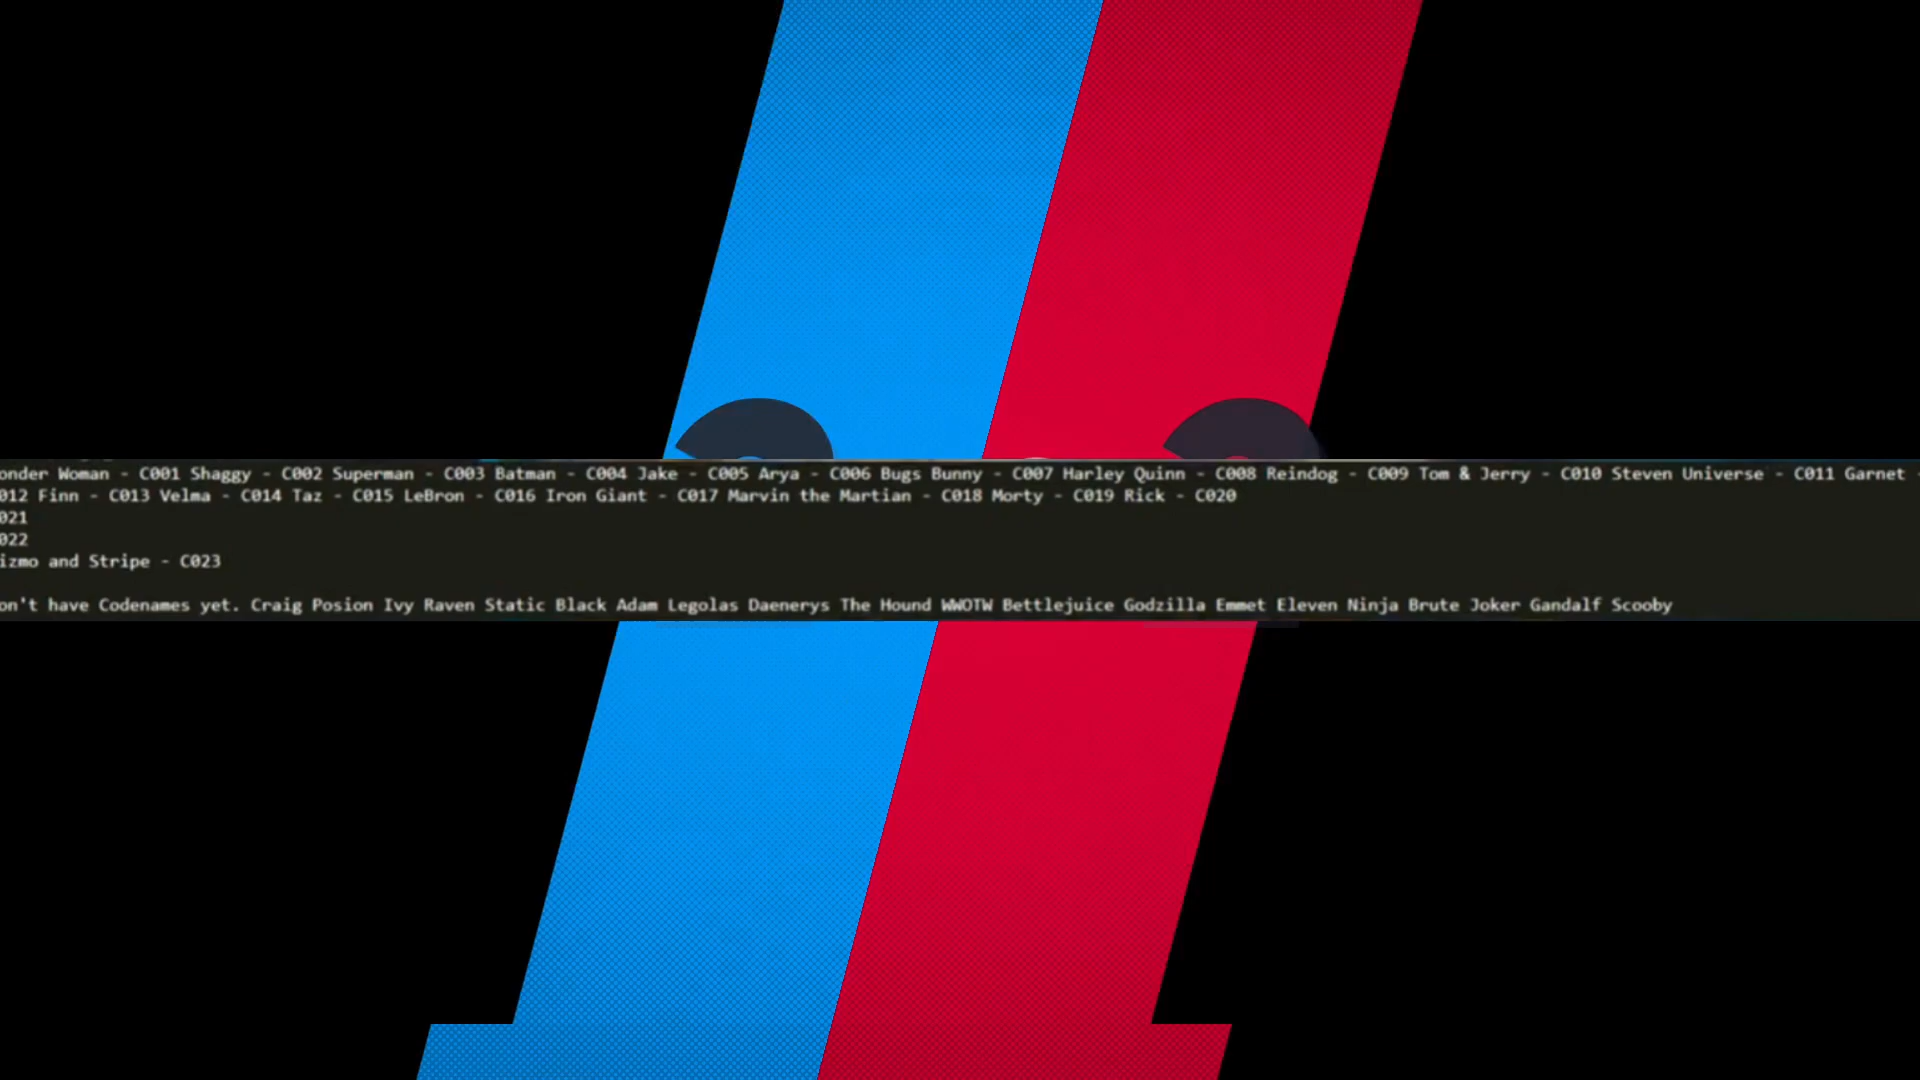 onder Woman - C001 Shaggy - C002 Superman - C003 Batman - C004 Jake - C005 Arya - C006 Bugs Bunny - C007 Harley Quinn - C008 Reindog - C009 Tom & Jerry - C010 Steven Universe - C011 Garnet -
012 Finn - C013 Velma - C014 Taz - C015 LeBron - C016 Iron Giant - C017 Marvin the Martian - C018 Morty - C019 Rick - C020
021
022
izmo and Stripe - C023
on't have Codenames yet. Craig Posion Ivy Raven Static Black Adam Legolas Daenerys The Hound WWOTW Bettlejuice Godzilla Emmet Eleven Ninja Brute Joker Gandalf Scooby